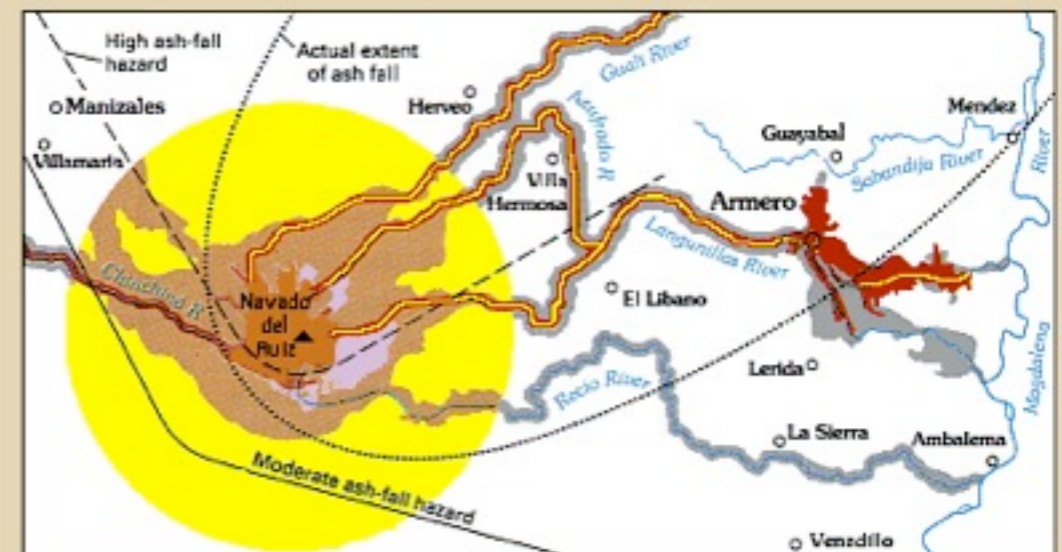 High ash-fall
hazard
Actual extent
of ash fall
Manizales
Villamaria
Herveo
Guali River
Azufrado R
Villa
Hermosa
Guayabal
Mendez
Sabandija River
River
Armero
Langunillca River
El Libano
Chinchina R
Navado
del
Ruiz
Recio River
Lerida
Magdalena
La Sierra
Ambalema
Moderate ash-fall hazard
Venadillo